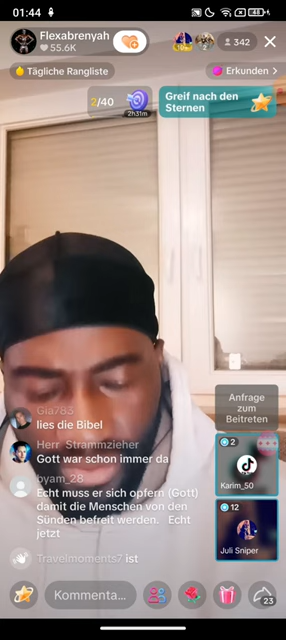 01:44
48
Flexabrenyah
55.6K
342
Tägliche Rangliste
Erkunden >
2/40
2h31m
Greif nach den
Sternen
Anfrage
zum
Beitreten
2
Karim_50
12
Juli Sniper
Gia783
lies die Bibel
Herr_Strammzieher
Gott war schon immer da
byam_28
Echt muss er sich opfern (Gott)
damit die Menschen von den
Sünden befreit werden. Echt
jetzt
Travelmoments7 ist
Kommenta...
23